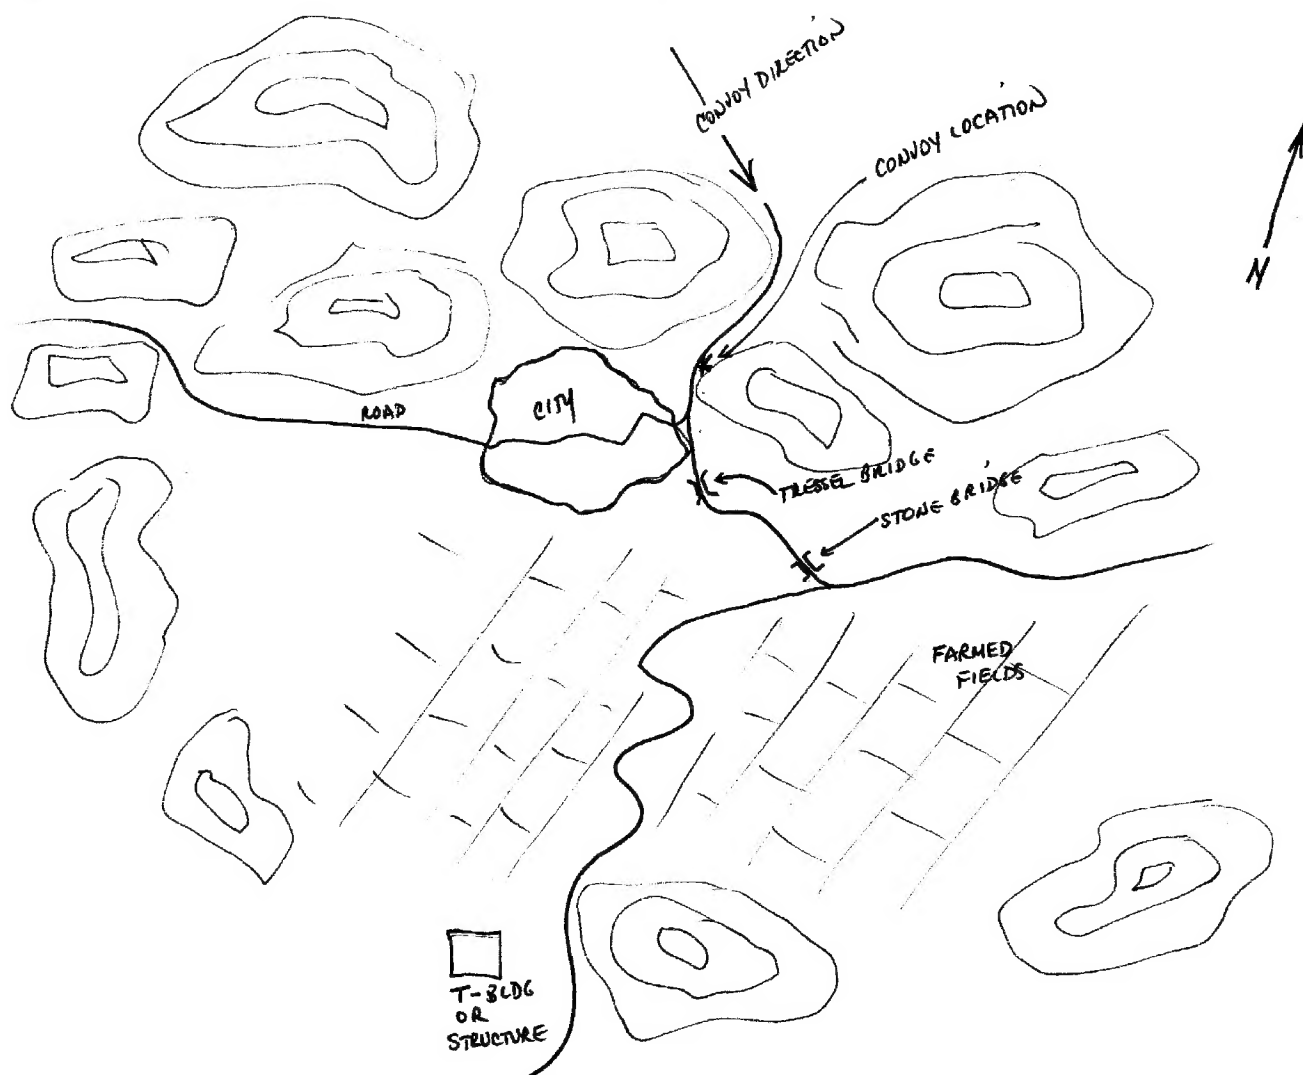 CONVOY DIRECTION
CONVOY LOCATION
N
ROAD
CITY
TRESSEL BRIDGE
STONE BRIDGE
FARMED
FIELDS
T-BLDG
OR
STRUCTURE